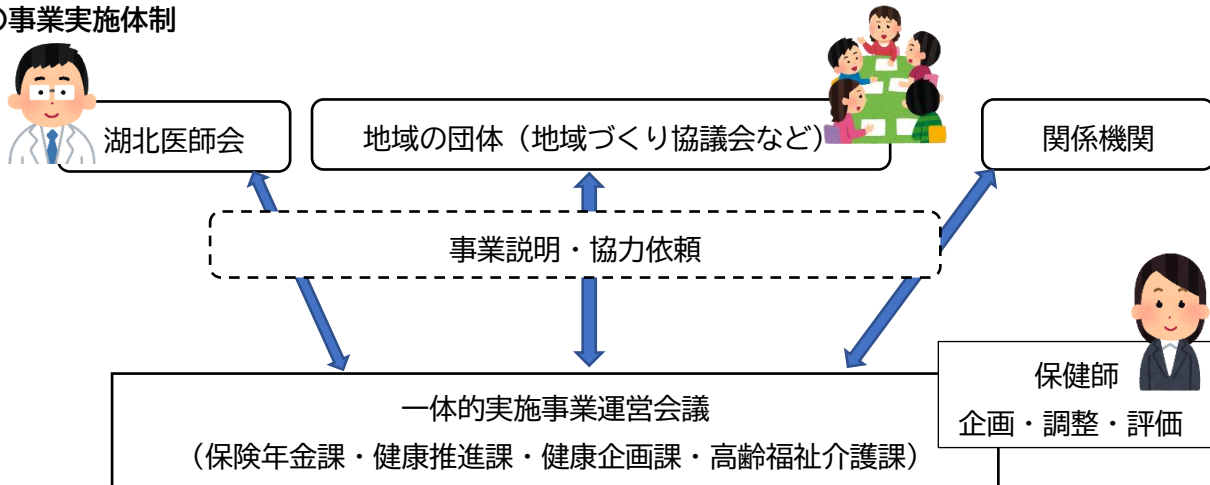 の事業実施体制
湖北医師会
地域の団体（地域づくり協議会など）
関係機関
事業説明・協力依頼
保健師
企画・調整・評価
一体的実施事業運営会議
（保険年金課・健康推進課・健康企画課・高齢福祉介護課）